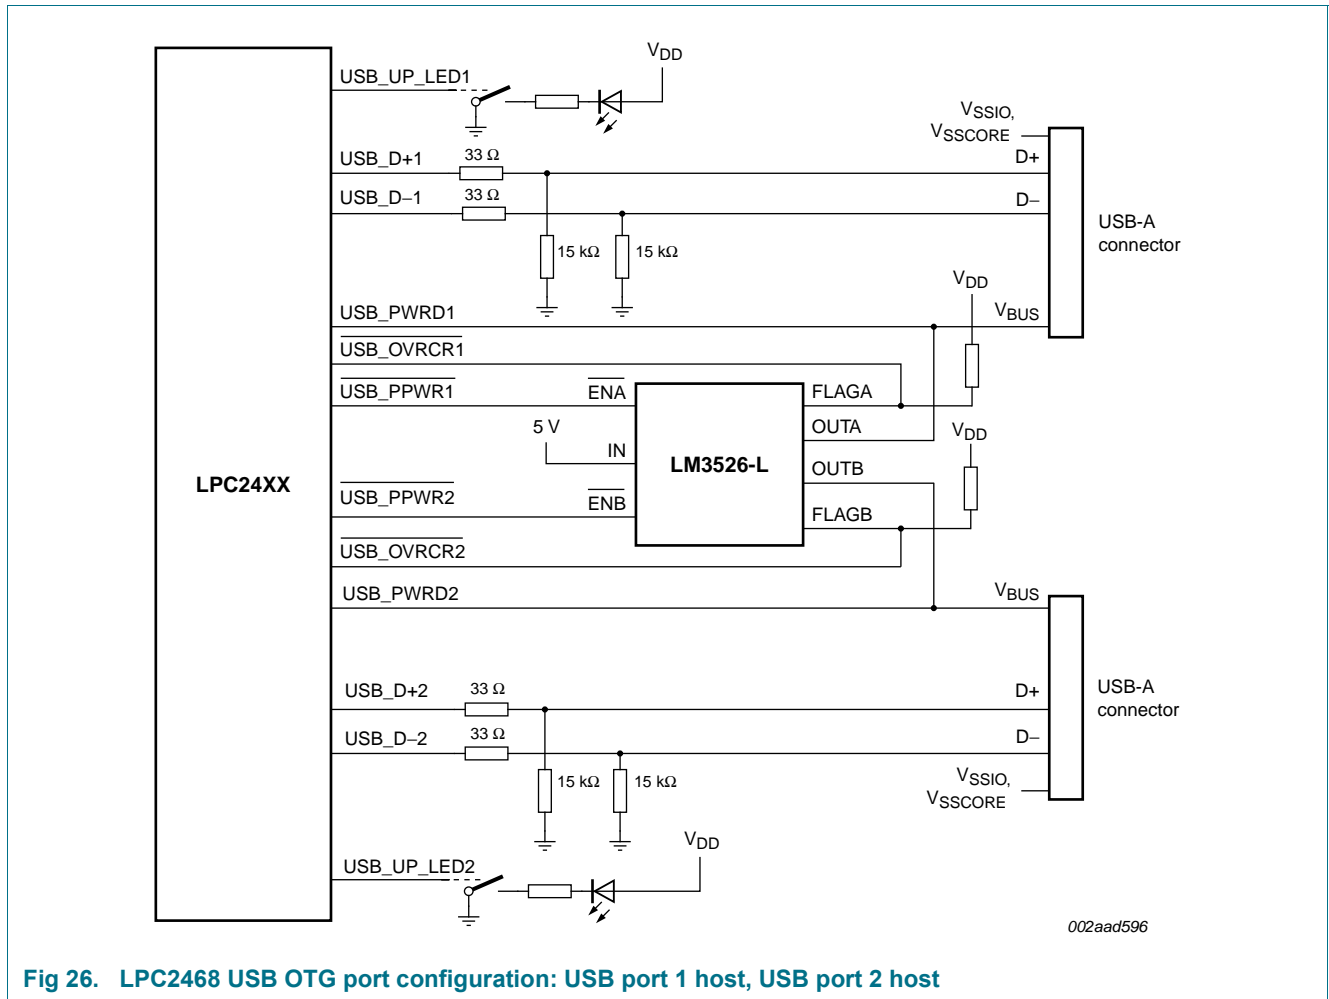 VDD
USB_UP_LED1
VSSIO,
VSSCORE
USB_D+1
33 Ω
D+
USB_D−1
33 Ω
D−
USB-A
connector
15 kΩ
15 kΩ
VDD
USB_PWRD1
VBUS
USB_OVRCR1
USB_PPWR1
ENA
FLAGA
5 V
OUTA
VDD
IN
LM3526-L
OUTB
LPC24XX
USB_PPWR2
ENB
FLAGB
USB_OVRCR2
USB_PWRD2
VBUS
USB_D+2
33 Ω
D+
USB-A
connector
USB_D−2
33 Ω
D−
15 kΩ
15 kΩ
VSSIO,
VSSCORE
VDD
USB_UP_LED2
002aad596
Fig 26. LPC2468 USB OTG port configuration: USB port 1 host, USB port 2 host